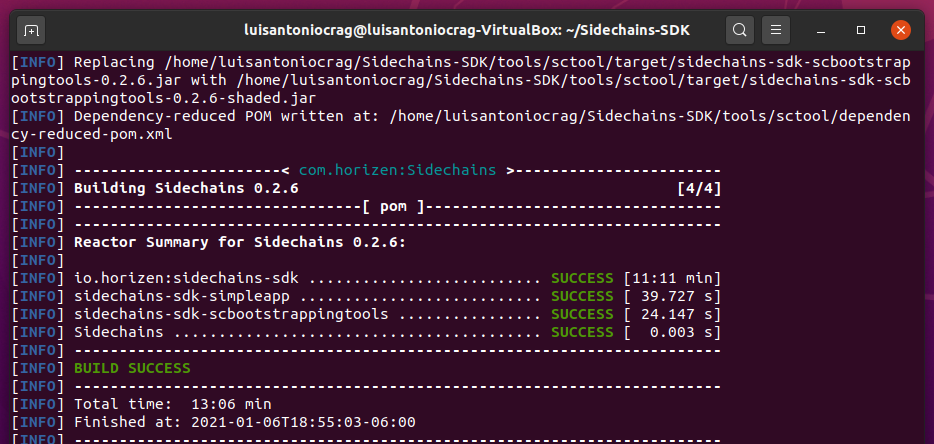 luisantoniocrag@luisantoniocrag-VirtualBox: ~/Sidechains-SDK
[INFO] Replacing /home/luisantoniocrag/Sidechains-SDK/tools/sctool/target/sidechains-sdk-scbootstrap
pingtools-0.2.6.jar with /home/luisantoniocrag/Sidechains-SDK/tools/sctool/target/sidechains-sdk-scb
ootstrappingtools-0.2.6-shaded.jar
[INFO] Dependency-reduced POM written at: /home/luisantoniocrag/Sidechains-SDK/tools/sctool/dependen
cy-reduced-pom.xml
[INFO]
[INFO] -----------------------< com.horizen:Sidechains >-----------------------
[INFO] Building Sidechains 0.2.6                                          [4/4]
[INFO] --------------------------------[ pom ]---------------------------------
[INFO] ------------------------------------------------------------------------
[INFO] Reactor Summary for Sidechains 0.2.6:
[INFO]
[INFO] io.horizen:sidechains-sdk .......................... SUCCESS [11:11 min]
[INFO] sidechains-sdk-simpleapp ........................... SUCCESS [ 39.727 s]
[INFO] sidechains-sdk-scbootstrappingtools ................ SUCCESS [ 24.147 s]
[INFO] Sidechains ......................................... SUCCESS [  0.003 s]
[INFO] ------------------------------------------------------------------------
[INFO] BUILD SUCCESS
[INFO] ------------------------------------------------------------------------
[INFO] Total time:  13:06 min
[INFO] Finished at: 2021-01-06T18:55:03-06:00
[INFO] ------------------------------------------------------------------------